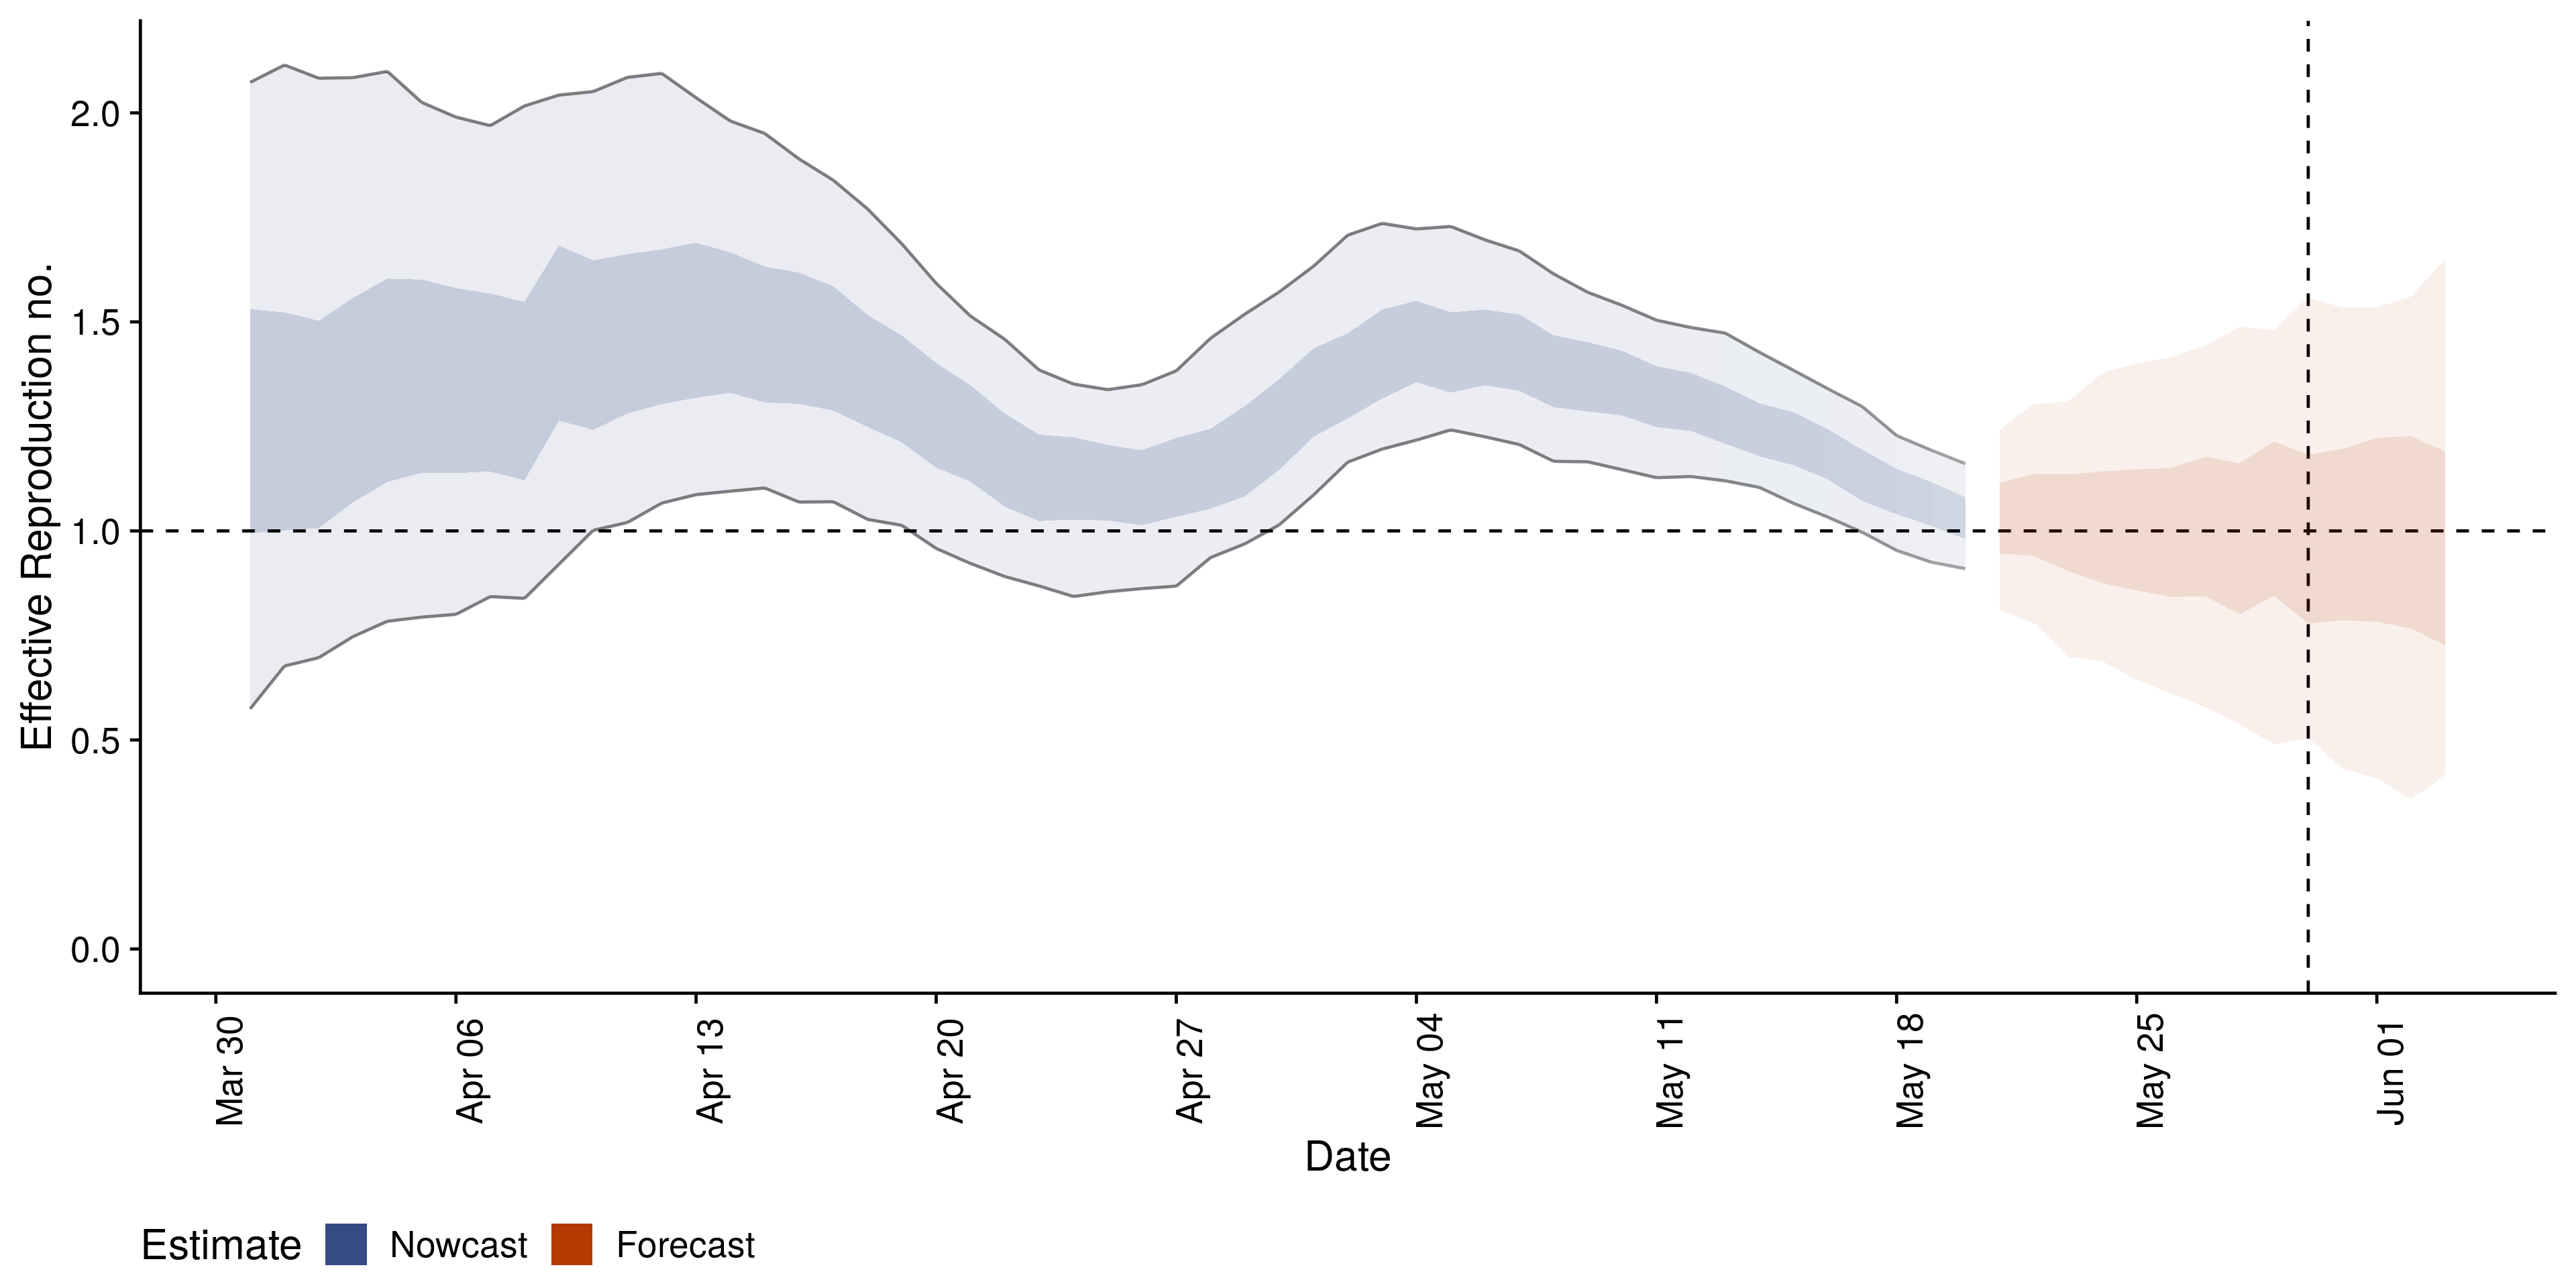 Effective Reproduction no.
2.0
1.5
1.0
0.5
0.0
Mar 30
Apr 06
Apr 13
Apr 20
Apr 27
May 04
May 11
May 18
May 25
Jun 01
Date
Estimate Nowcast Forecast